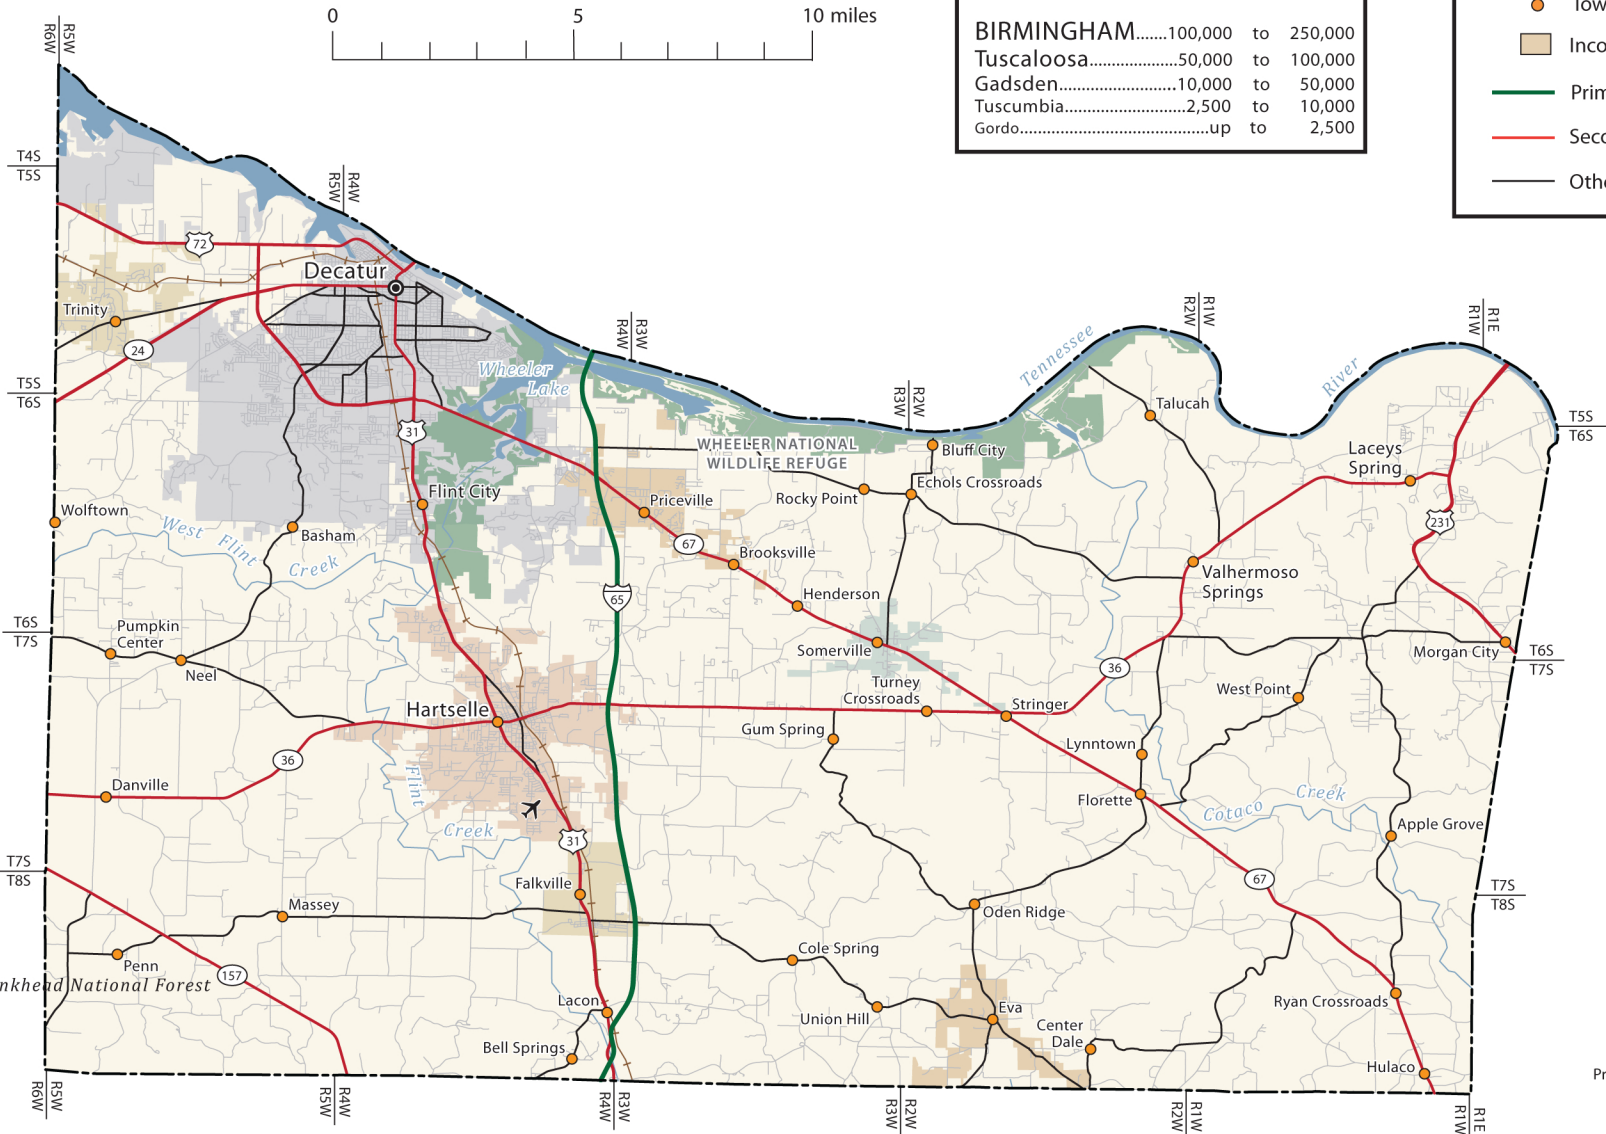 0 5 10 miles
BIRMINGHAM.......100,000 to 250,000
Tuscaloosa....................50,000 to 100,000
Gadsden...........................10,000 to 50,000
Tuscumbia........................2,500 to 10,000
Gordo......................................up to 2,500
Tow
Inco
Prim
Seco
Othe
R6W R5W
T4S
T5S
R5W R4W
72
Decatur
Trinity
24
T5S
T6S
31
Wheeler
Lake
R4W R3W
WHEELER NATIONAL
WILDLIFE REFUGE
R3W R2W
Tennessee
River
R2W R1W
R1W R1E
T5S
T6S
Talucah
Bluff City
Laceys
Spring
Echols Crossroads
Rocky Point
Flint City
Priceville
Wolftown
West Flint
Creek
Basham
67
Brooksville
231
Valhermoso
Springs
Henderson
65
T6S
T7S
Pumpkin
Center
Neel
Somerville
Morgan City
T6S
T7S
36
Turney
Crossroads
Stringer
West Point
Hartselle
Gum Spring
Lynntown
36
Danville
Flint
Creek
Florette
Cotaco Creek
Apple Grove
31
T7S
T8S
Falkville
67
T7S
T8S
Massey
Oden Ridge
Penn
Cole Spring
nkhead National Forest
157
Lacon
Union Hill
Eva
Center
Dale
Ryan Crossroads
Bell Springs
Hulaco
Pr
R6W R5W
R5W R4W
R4W R3W
R3W R2W
R2W R1W
R1W R1E